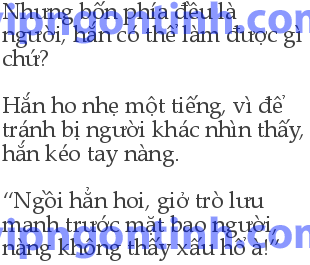 Nhưng bốn phía đều là
người, hắn có thể làm được gì
chứ?
Hắn ho nhẹ một tiếng, vì để
tránh bị người khác nhìn thấy,
hắn kéo tay nàng.
“Ngồi hẳn hoi, giở trò lưu
manh trước mặt bao người,
nàng không thấy xấu hổ à!”